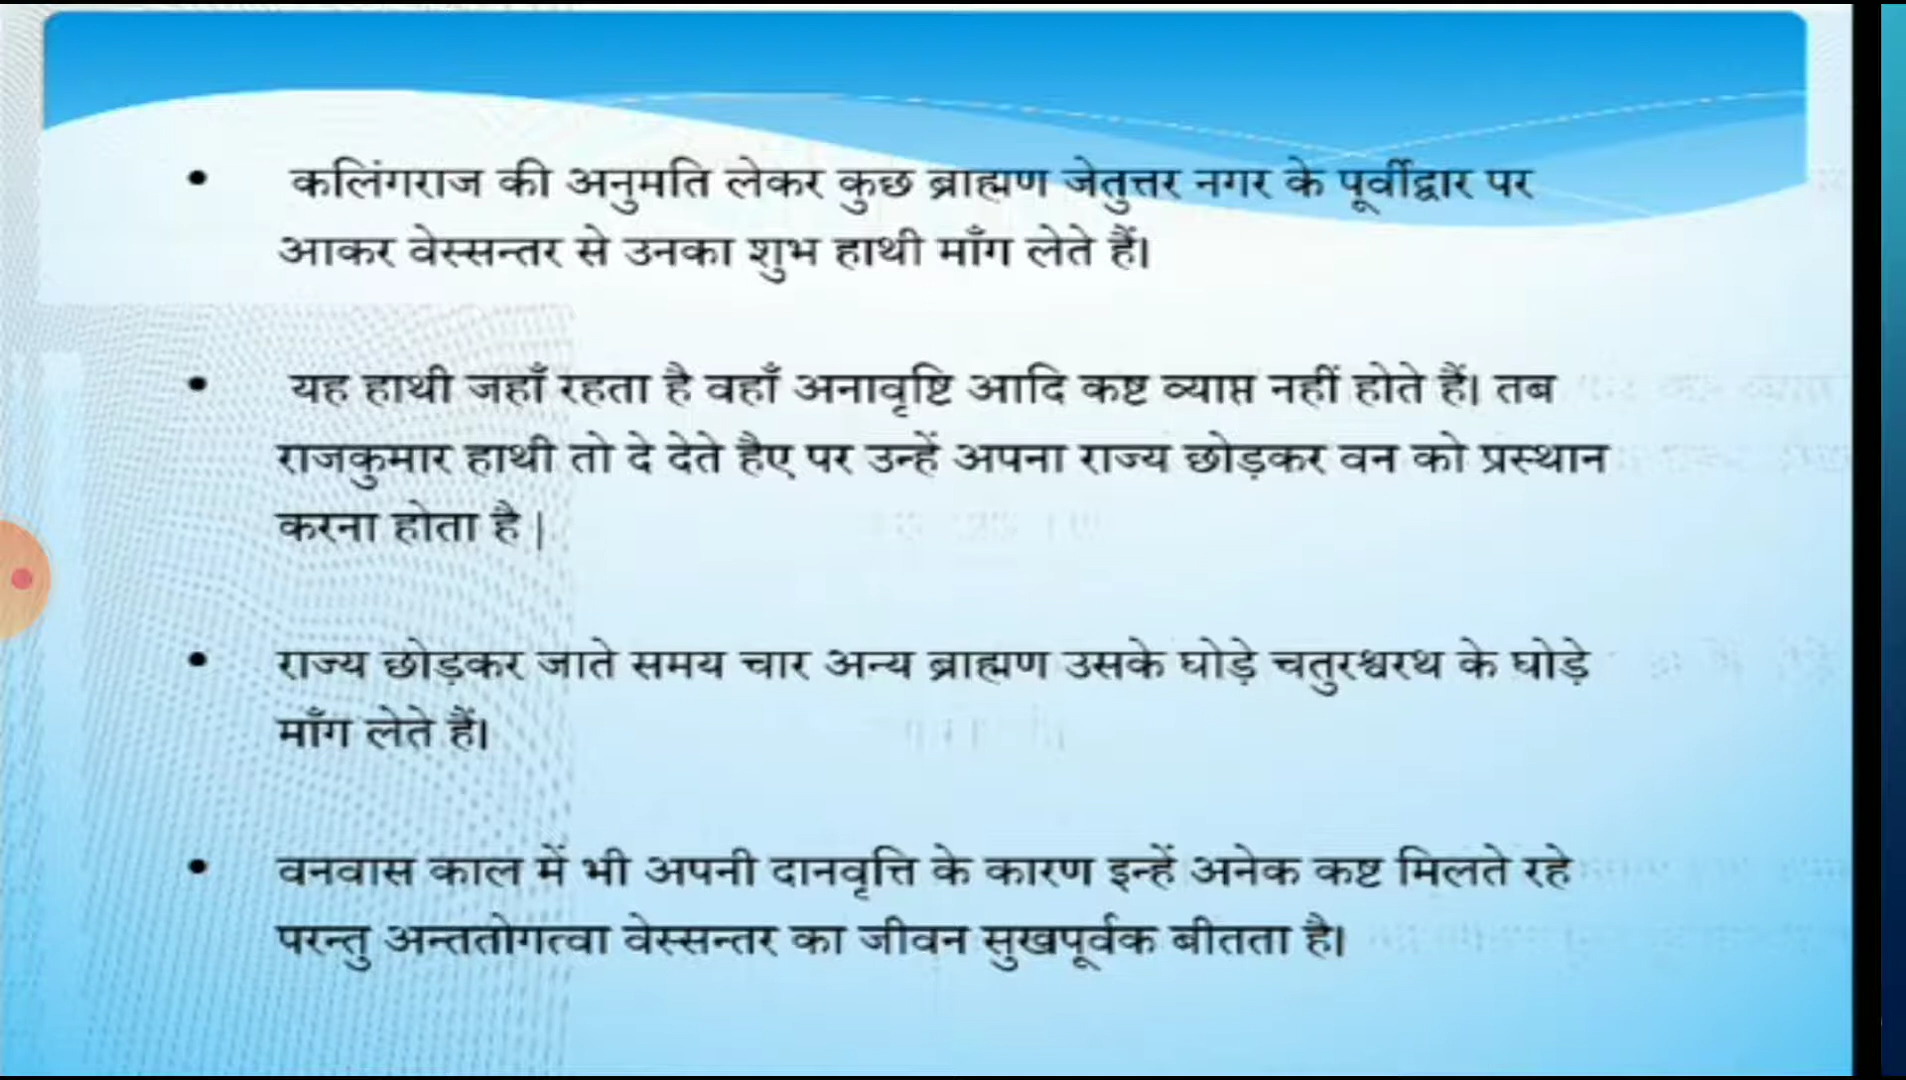 • कलिंगराज की अनुमति लेकर कुछ ब्राह्मण जेतुत्तर नगर के पूर्वीद्वार पर
आकर वेस्सन्तर से उनका शुभ हाथी माँग लेते हैं।
• यह हाथी जहाँ रहता है वहाँ अनावृष्टि आदि कष्ट व्याप्त नहीं होते हैं। तब
राजकुमार हाथी तो दे देते हैए पर उन्हें अपना राज्य छोड़कर वन को प्रस्थान
करना होता है |
• राज्य छोड़कर जाते समय चार अन्य ब्राह्मण उसके घोड़े चतुरश्वरथ के घोड़े
माँग लेते हैं।
• वनवास काल में भी अपनी दानवृत्ति के कारण इन्हें अनेक कष्ट मिलते रहे
परन्तु अन्ततोगत्वा वेस्सन्तर का जीवन सुखपूर्वक बीतता है।